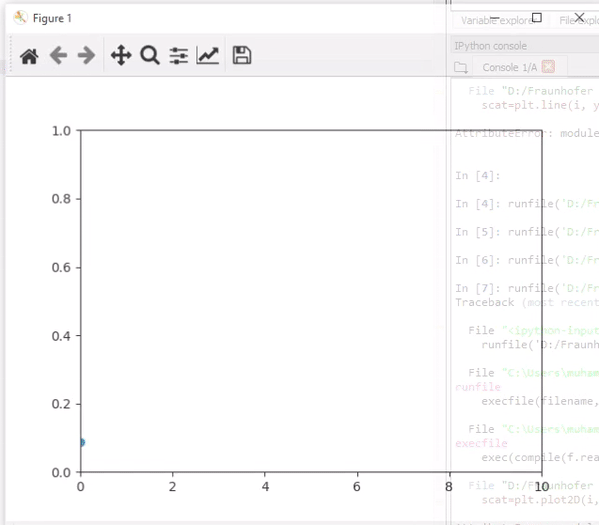 Figure 1
Variable explore
File explo
IPython console
Console 1/A
File "D:/Fraunhofer
scat=plt.line(i, y
AttributeError: module
In [4]:
In [4]: runfile('D:/Fra
In [5]: runfile('D:/Fr
In [6]: runfile('D:/Fr
In [7]: runfile('D:/Fr
Traceback (most recent
File "<ipython-input
runfile('D:/Fraunh
File "C:\Users\muham
runfile
execfile(filename,
File "C:\Users\muham
execfile
exec(compile(f.rea
File "D:/Fraunhofer
scat=plt.plot2D(i,
1.0
0.8
0.6
0.4
0.2
0.0
0 2 4 6 8 10